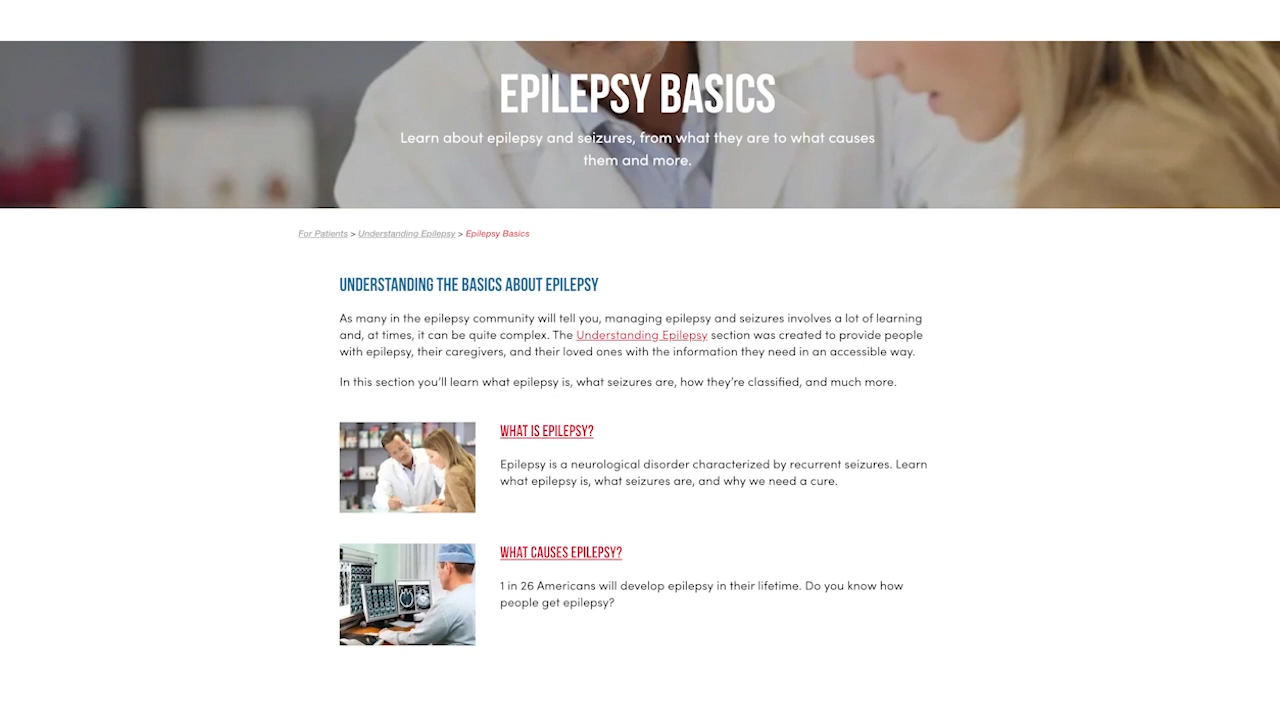 EPILEPSY BASICS
Learn about epilepsy and seizures, from what they are to what causes
them and more.
For Patients > Understanding Epilepsy > Epilepsy Basics
UNDERSTANDING THE BASICS ABOUT EPILEPSY
As many in the epilepsy community will tell you, managing epilepsy and seizures involves a lot of learning
and, at times, it can be quite complex. The Understanding Epilepsy section was created to provide people
with epilepsy, their caregivers, and their loved ones with the information they need in an accessible way.
In this section you’ll learn what epilepsy is, what seizures are, how they’re classified, and much more.
WHAT IS EPILEPSY?
Epilepsy is a neurological disorder characterized by recurrent seizures. Learn
what epilepsy is, what seizures are, and why we need a cure.
WHAT CAUSES EPILEPSY?
1 in 26 Americans will develop epilepsy in their lifetime. Do you know how
people get epilepsy?